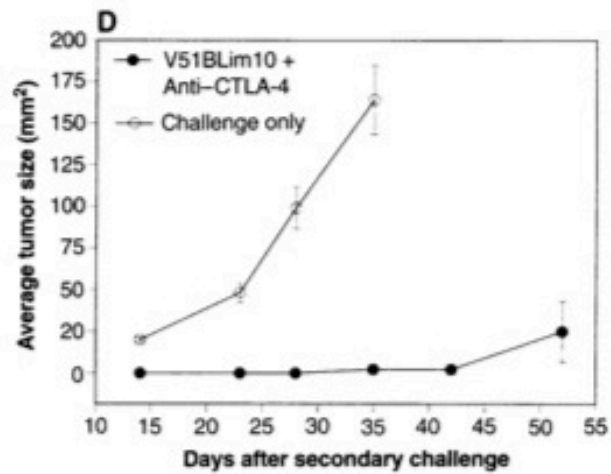 D
200
175
150
125
100
75
50
20
0
Average tumor size (mm²)
V51BLim10 +
Anti–CTLA-4
Challenge only
10 15 23 25 30 35 40 45 50 55
Days after secondary challenge